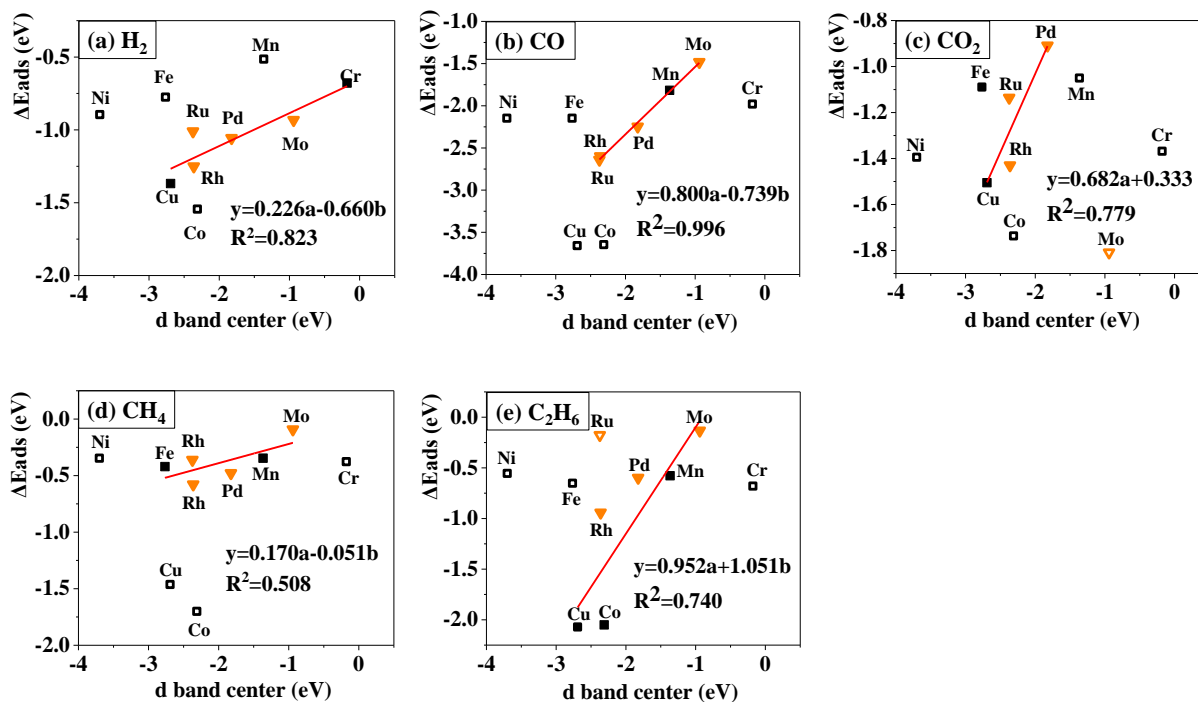 (a) H2
ΔEads (eV)
-0.5
-1.0
-1.5
-2.0
Ni
Fe
Mn
Cr
Ru
Pd
Mo
Rh
Cu
Co
y=0.226a-0.660b
R²=0.823
-4 -3 -2 -1 0
d band center (eV)
(b) CO
ΔEads (eV)
-1.0
-1.5
-2.0
-2.5
-3.0
-3.5
-4.0
Mo
Mn
Cr
Ni
Fe
Rh
Pd
Ru
Cu Co
y=0.800a-0.739b
R²=0.996
-4 -3 -2 -1 0
d band center (eV)
(c) CO2
ΔEads (eV)
-0.8
-1.0
-1.2
-1.4
-1.6
-1.8
Pd
Fe
Ru
Mn
Cr
Ni
Rh
Cu
Co
Mo
y=0.682a+0.333
R²=0.779
-4 -3 -2 -1 0
d band center (eV)
(d) CH4
ΔEads (eV)
0.0
-0.5
-1.0
-1.5
-2.0
Mo
Ni
Fe
Rh
Mn
Cr
Rh
Pd
Cu
Co
y=0.170a-0.051b
R²=0.508
-4 -3 -2 -1 0
d band center (eV)
(e) C2H6
ΔEads (eV)
0.0
-0.5
-1.0
-1.5
-2.0
Ru
Mo
Ni
Pd
Mn
Cr
Fe
Rh
Cu Co
y=0.952a+1.051b
R²=0.740
-4 -3 -2 -1 0
d band center (eV)